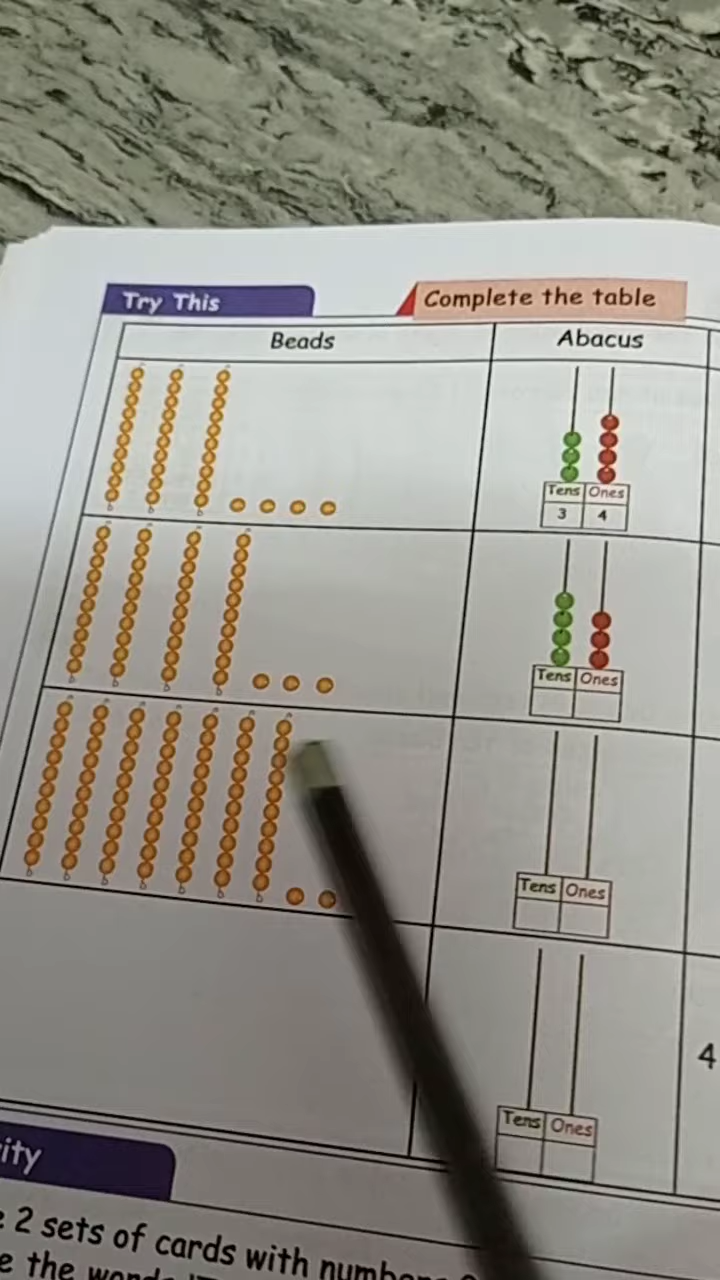 Try This
Complete the table
Beads
Abacus
Tens Ones
3 4
Tens Ones
Tens Ones
4
Tens Ones
ity
2 sets of cards with
e the